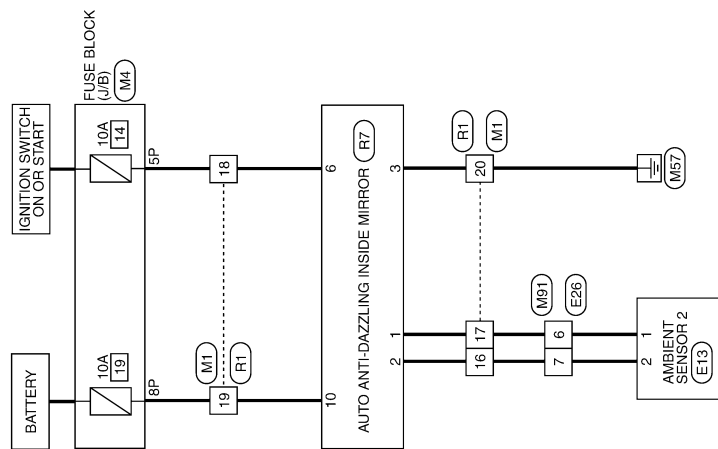 BATTERY
IGNITION SWITCH
ON OR START
10A
19
10A
14
FUSE BLOCK
(J/B)
M4
8P
5P
M1
19
18
R1
10
6
AUTO ANTI-DAZZLING INSIDE MIRROR
R7
2
1
3
R1
16
17
20
M1
M91
7
6
E26
2
1
AMBIENT
SENSOR 2
E13
M57